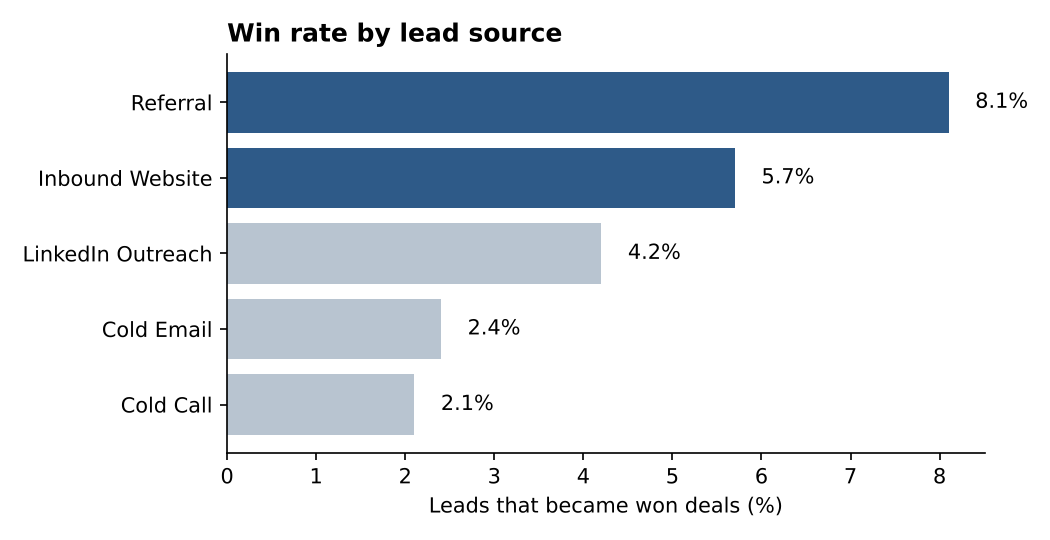 Win rate by lead source
Referral 8.1%
Inbound Website 5.7%
LinkedIn Outreach 4.2%
Cold Email 2.4%
Cold Call 2.1%
0 1 2 3 4 5 6 7 8
Leads that became won deals (%)